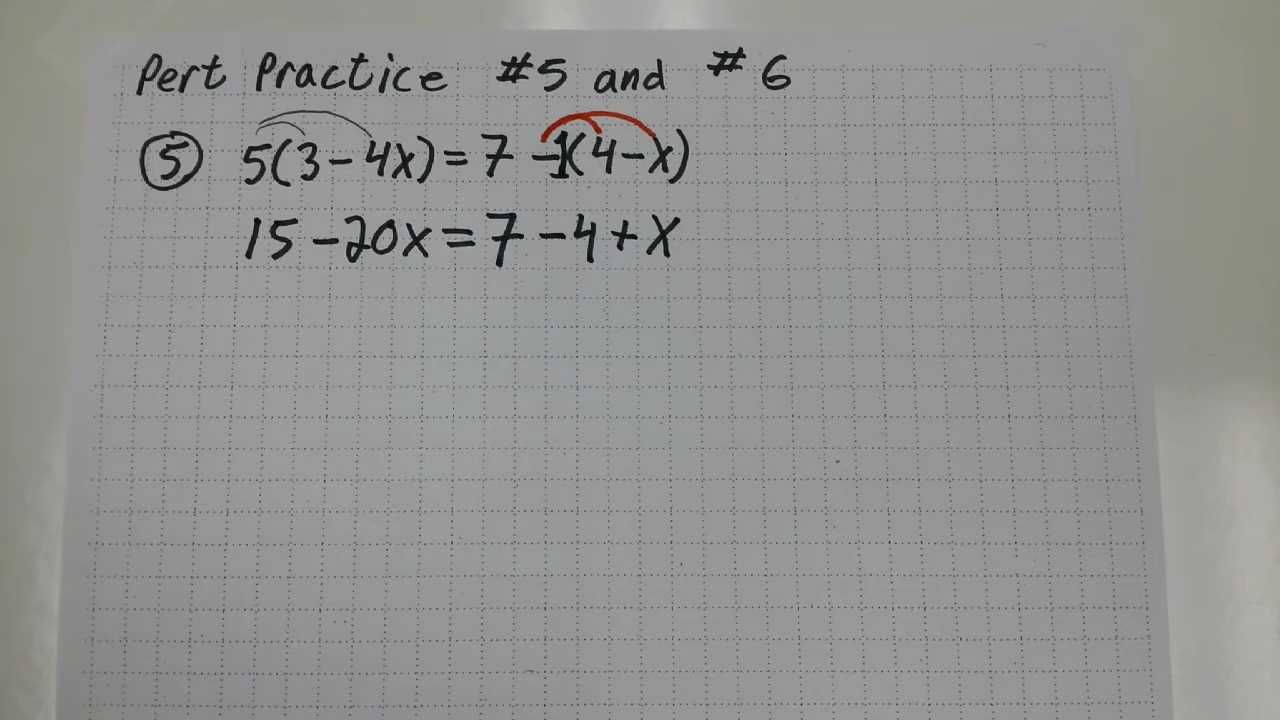 Pert Practice #5 and #6
⑤ 5(3-4x)=7-1(4-x)
15-20x=7-4+x